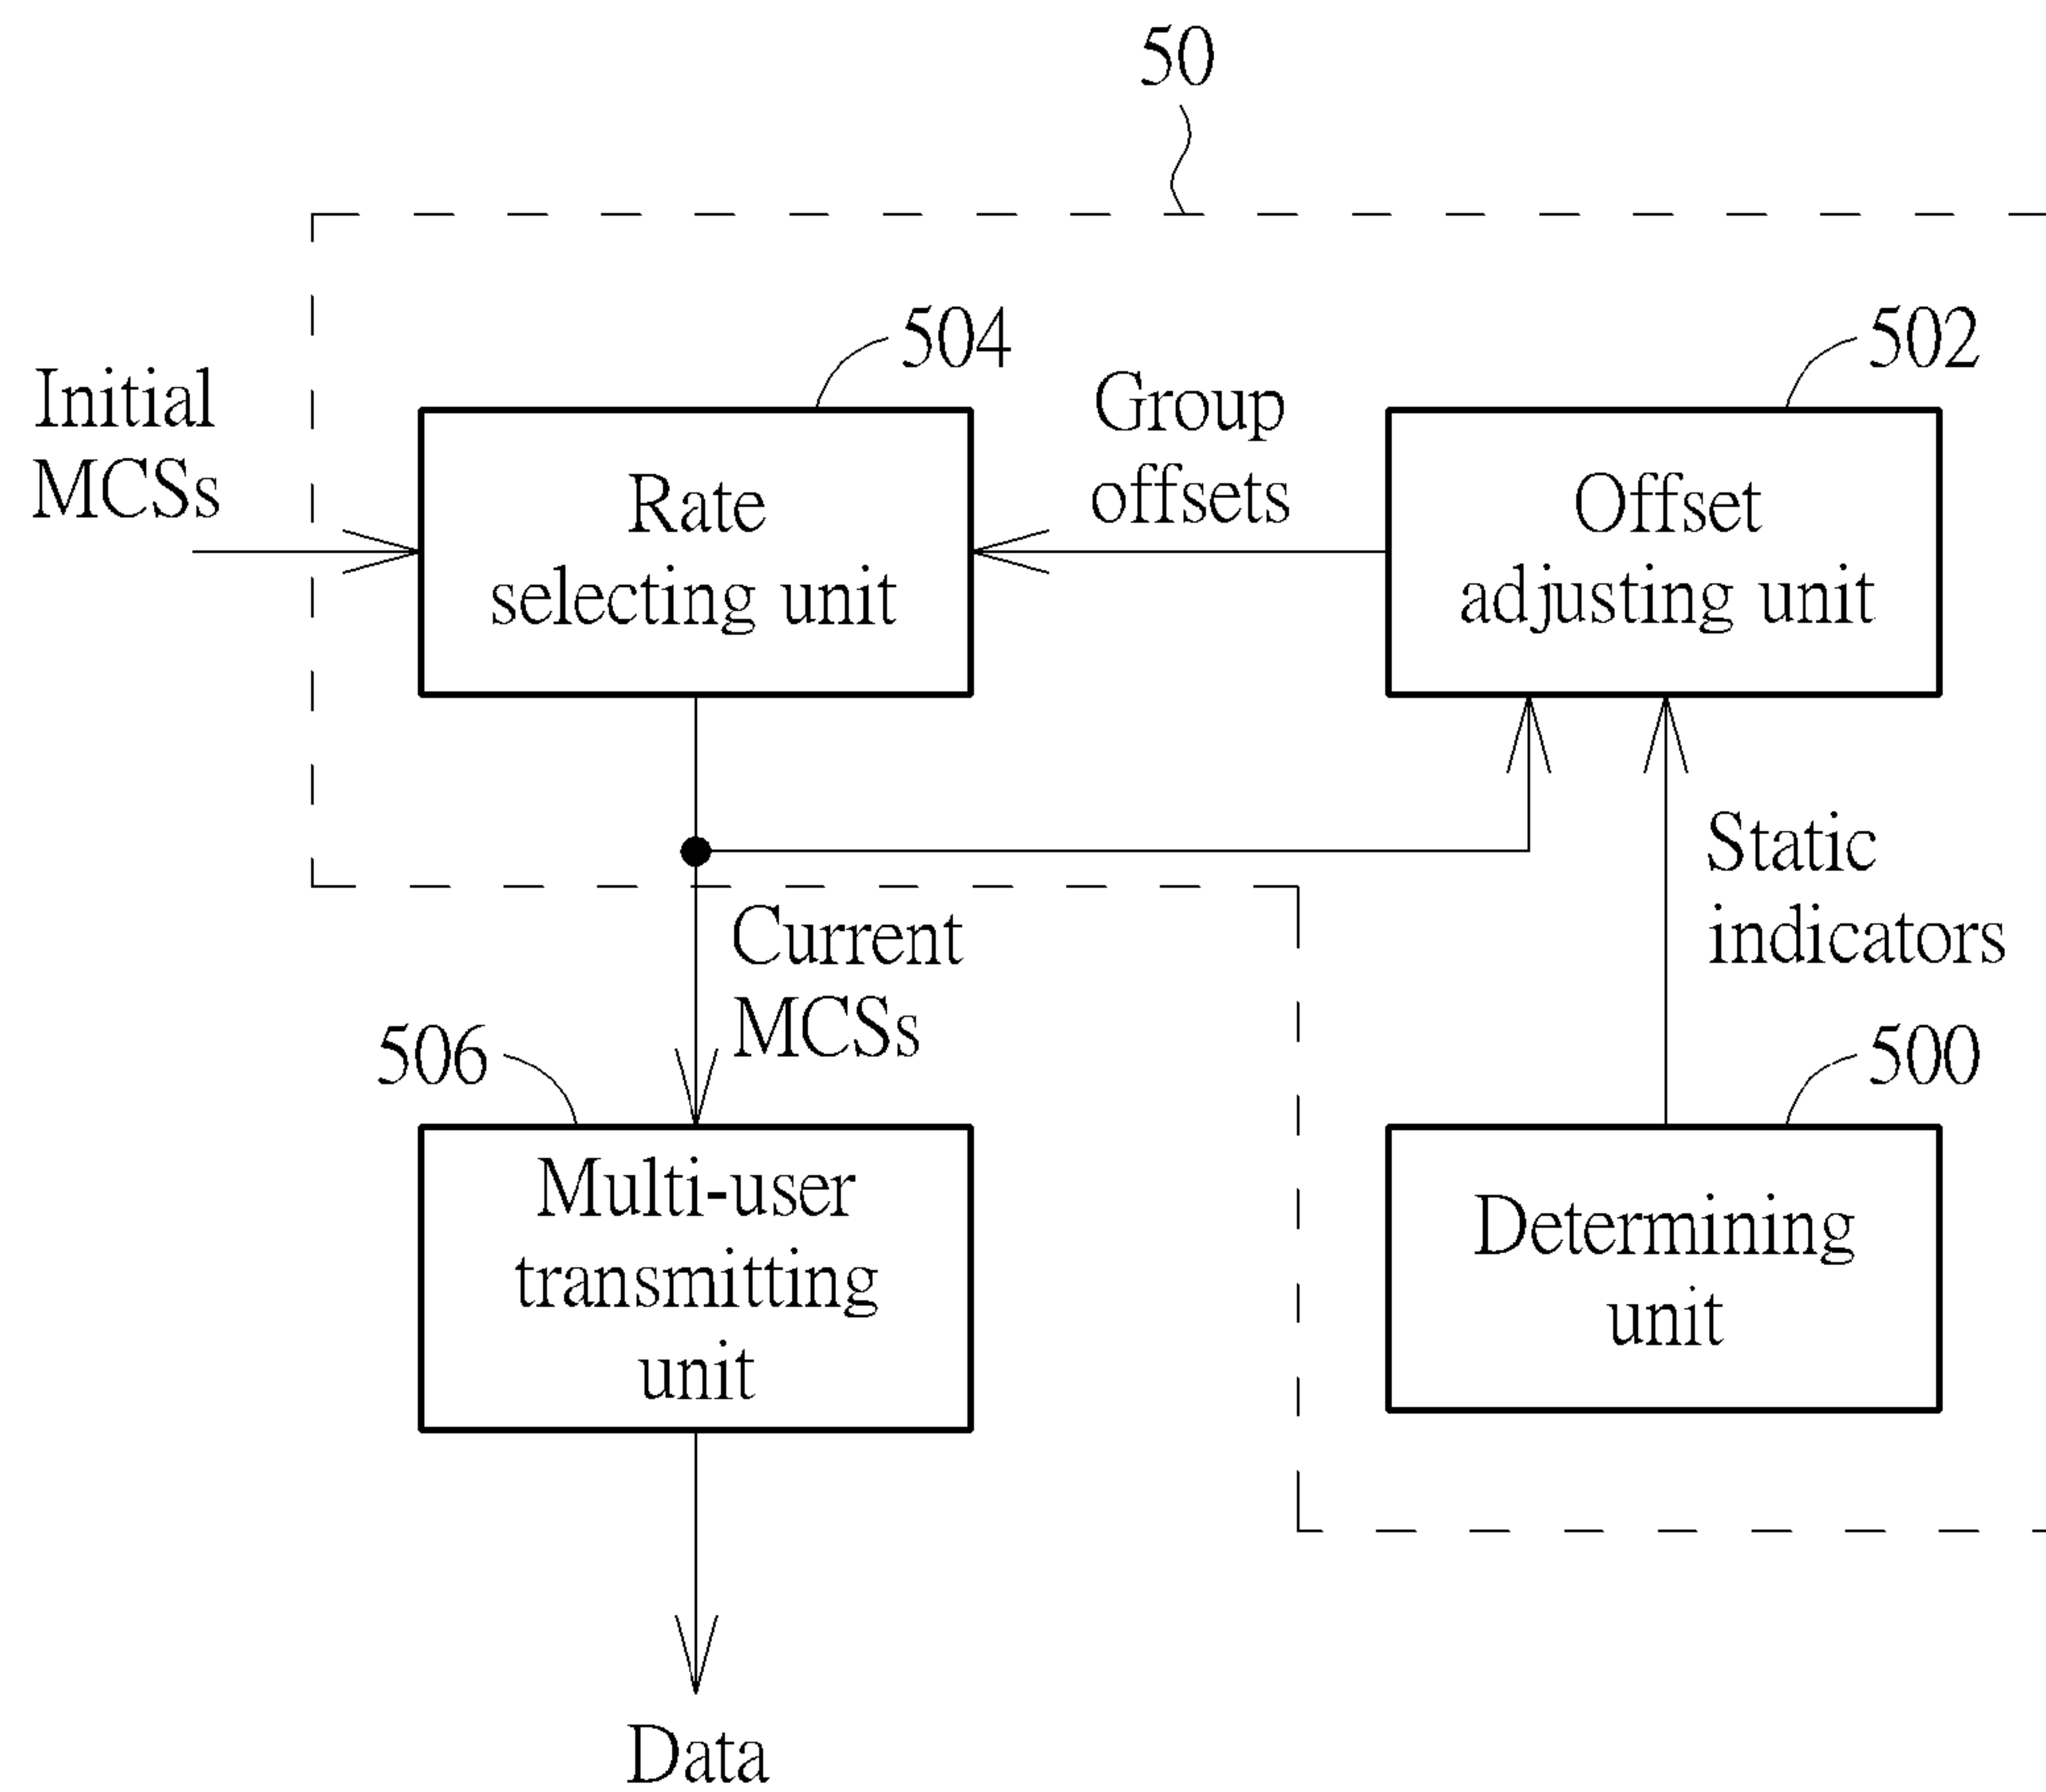 50
504
502
Initial
MCSs
Group
offsets
Rate
selecting unit
Offset
adjusting unit
Static
indicators
Current
MCSs
506
500
Multi-user
transmitting
unit
Determining
unit
Data